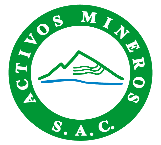 ACTIVOS MINEROS
S. A. C.